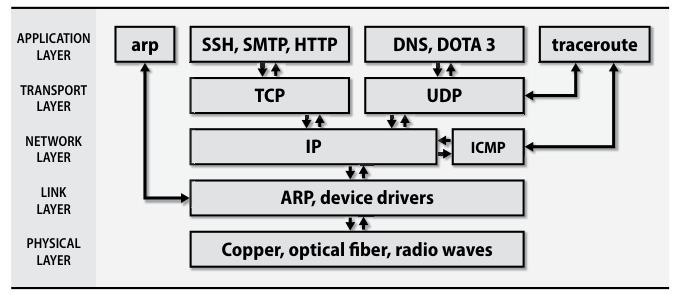 APPLICATION
LAYER
arp
SSH, SMTP, HTTP
DNS, DOTA 3
traceroute
TRANSPORT
LAYER
TCP
UDP
NETWORK
LAYER
IP
ICMP
LINK
LAYER
ARP, device drivers
PHYSICAL
LAYER
Copper, optical fiber, radio waves